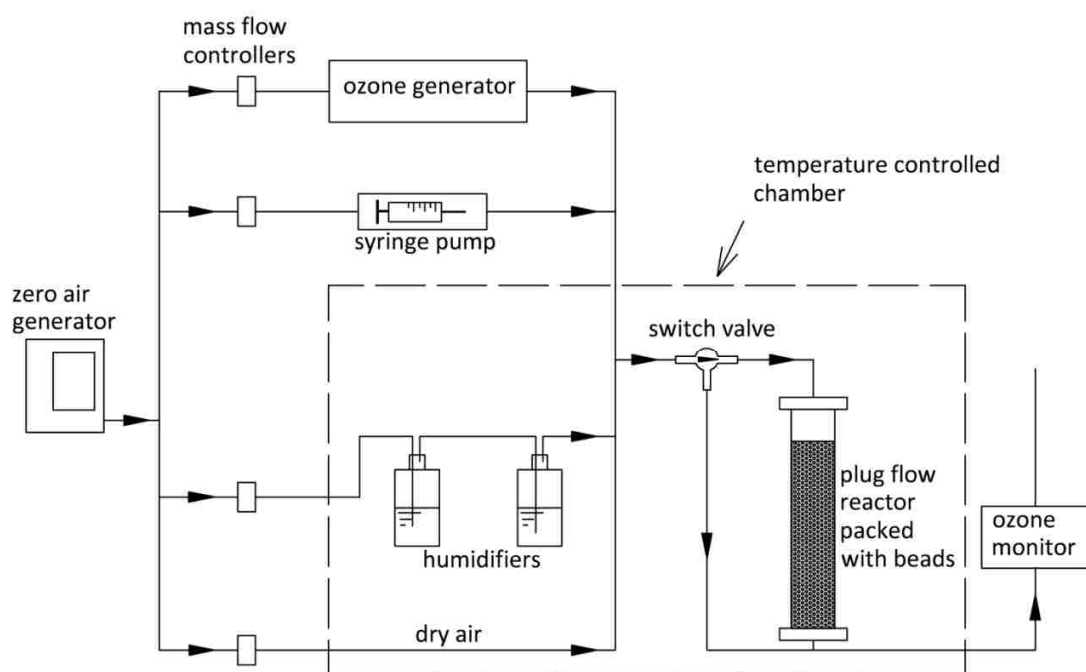 mass flow
controllers
ozone generator
temperature controlled
chamber
syringe pump
zero air
generator
switch valve
plug flow
reactor
packed
with beads
ozone
monitor
humidifiers
dry air